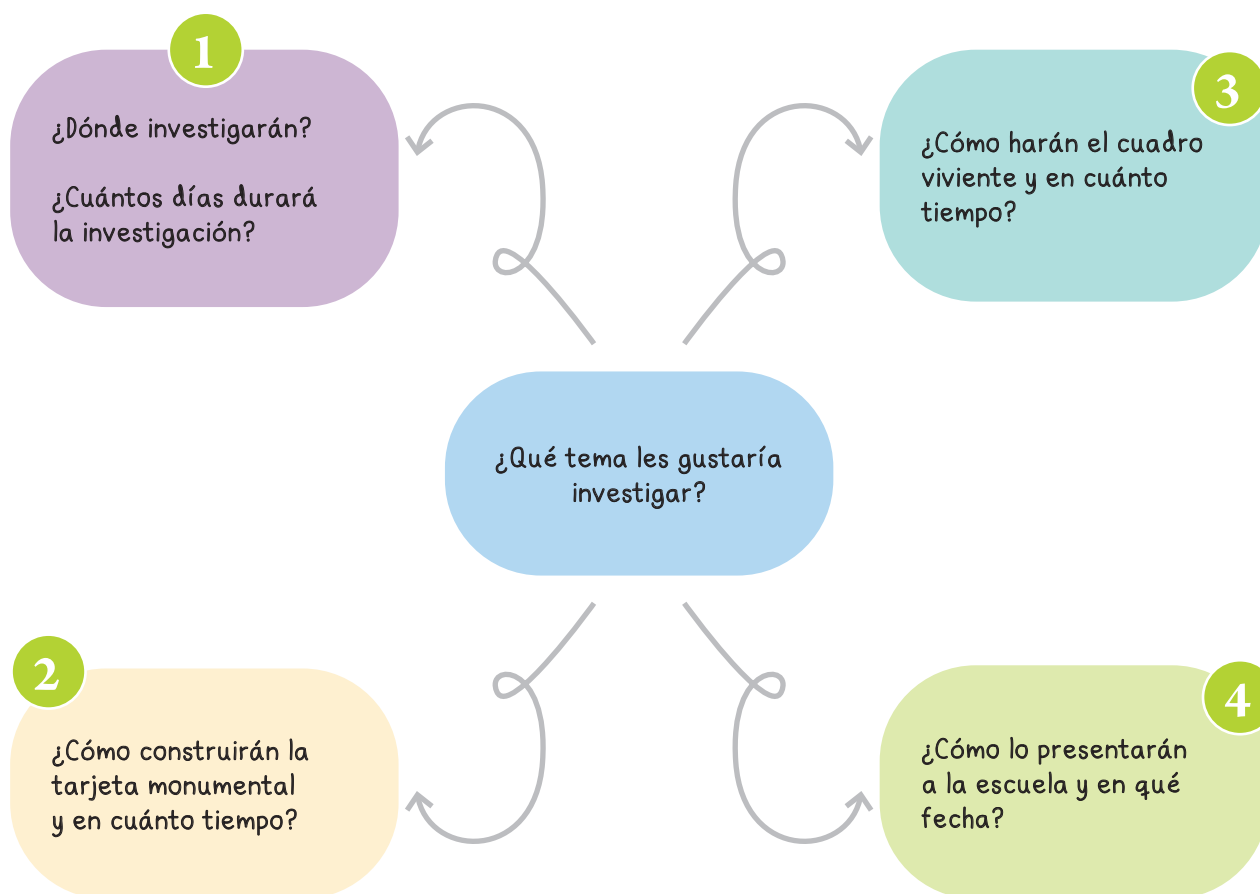 1
¿Dónde investigarán?
¿Cuántos días durará
la investigación?
3
¿Cómo harán el cuadro
viviente y en cuánto
tiempo?
¿Qué tema les gustaría
investigar?
2
¿Cómo construirán la
tarjeta monumental
y en cuánto tiempo?
4
¿Cómo lo presentarán
a la escuela y en qué
fecha?